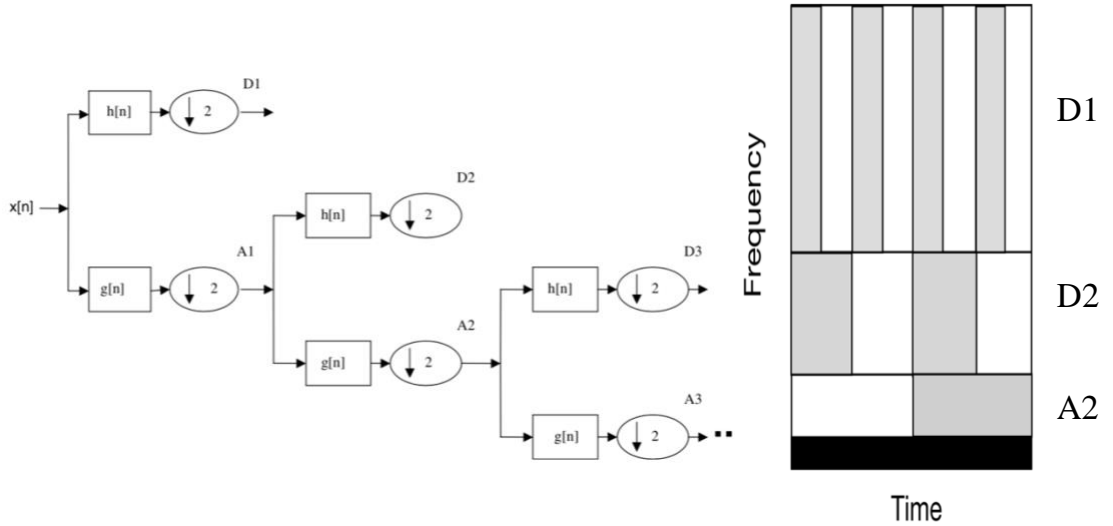 D1
h[n] 2
D2
x[n]
h[n] 2
A1
D3
g[n] 2
h[n] 2
A2
g[n] 2
A3
g[n] 2 ..
Frequency
D1
D2
A2
Time